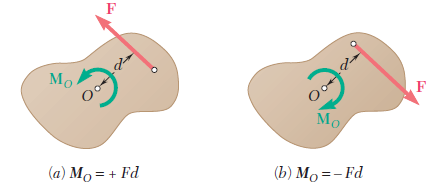 F
d
M_O
O
(a) M_O = + Fd
d
O
F
M_O
(b) M_O = – Fd